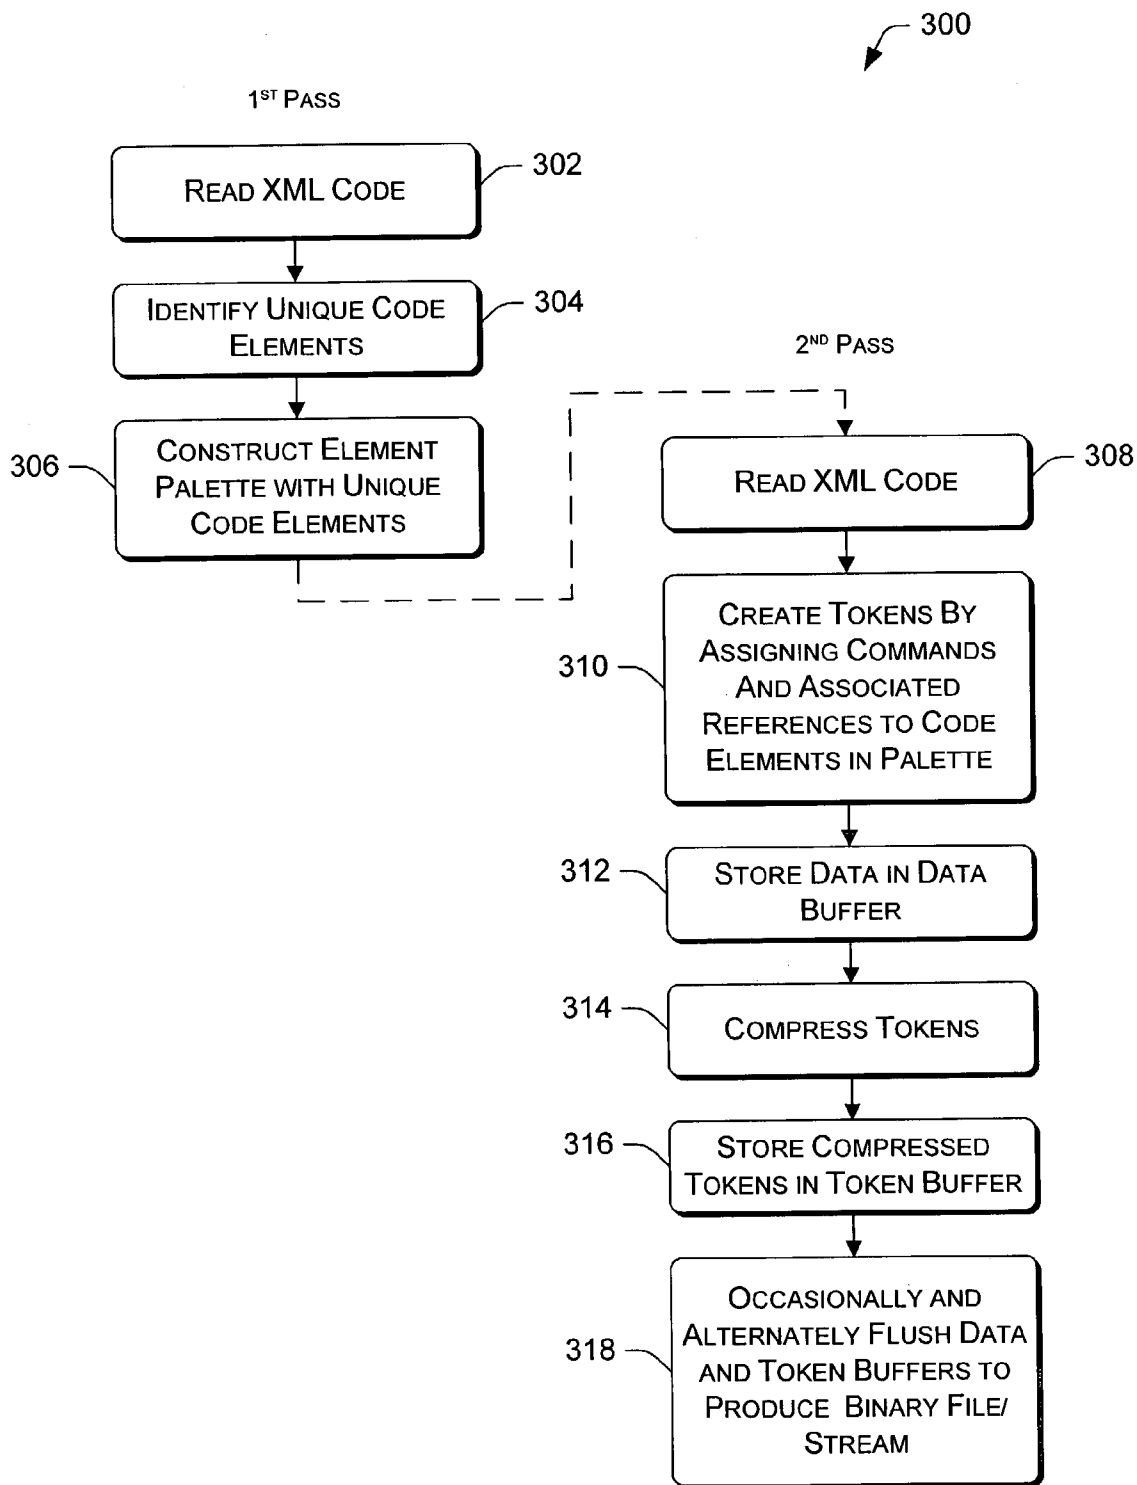 300
1ST PASS
READ XML CODE
302
IDENTIFY UNIQUE CODE
ELEMENTS
304
CONSTRUCT ELEMENT
PALETTE WITH UNIQUE
CODE ELEMENTS
306
2ND PASS
READ XML CODE
308
CREATE TOKENS BY
ASSIGNING COMMANDS
AND ASSOCIATED
REFERENCES TO CODE
ELEMENTS IN PALETTE
310
STORE DATA IN DATA
BUFFER
312
COMPRESS TOKENS
314
STORE COMPRESSED
TOKENS IN TOKEN BUFFER
316
OCCASIONALLY AND
ALTERNATELY FLUSH DATA
AND TOKEN BUFFERS TO
PRODUCE BINARY FILE/
STREAM
318